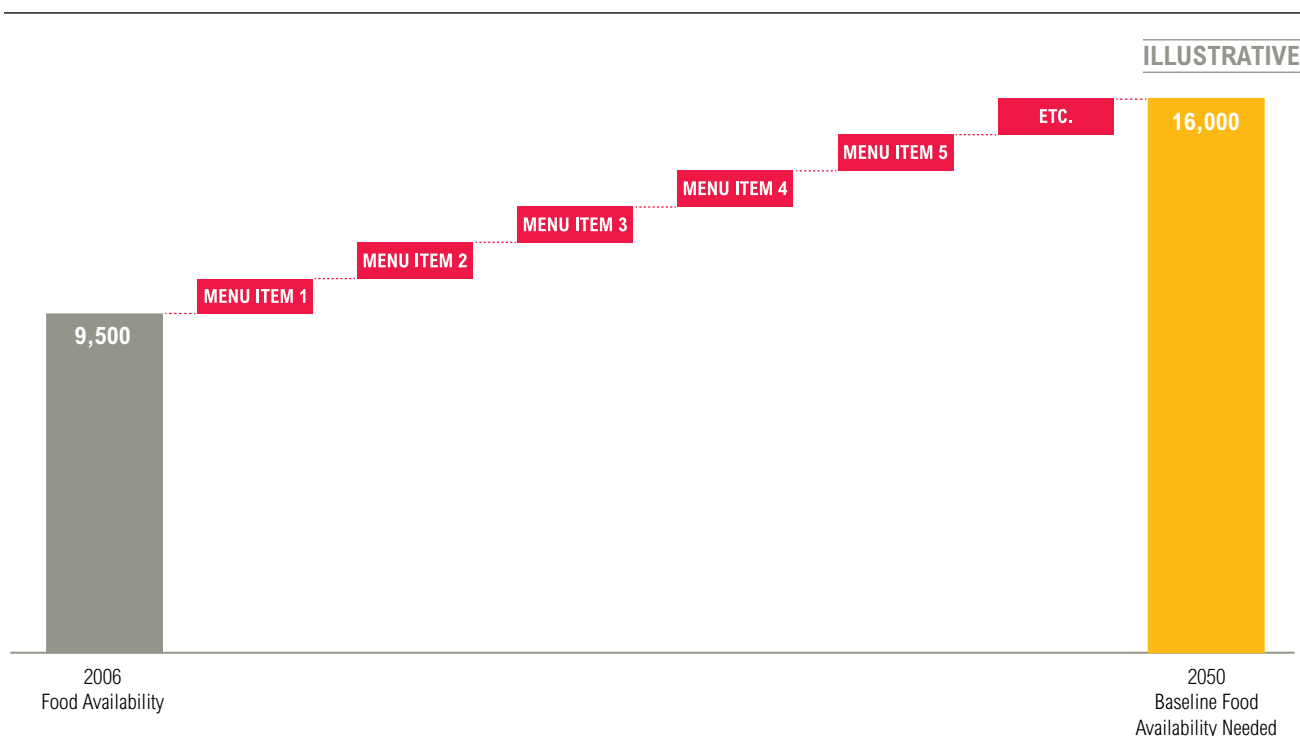 ILLUSTRATIVE
ETC.
16,000
MENU ITEM 5
MENU ITEM 4
MENU ITEM 3
MENU ITEM 2
MENU ITEM 1
9,500
2006
Food Availability
2050
Baseline Food
Availability Needed